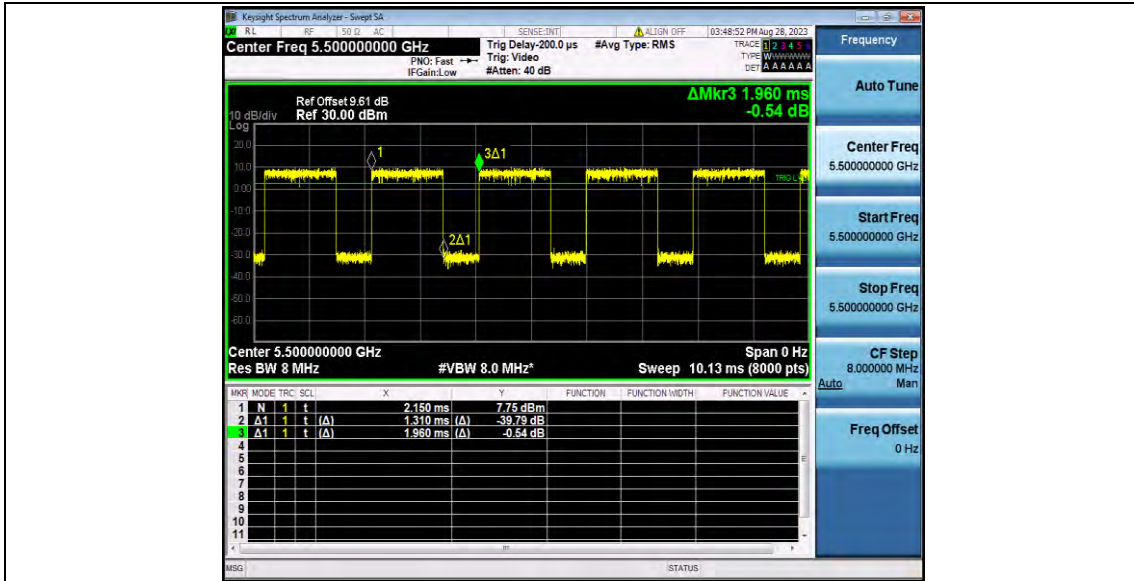 Keysight Spectrum Analyzer - Swept SA
RL RF 50 Ω AC SENSE:INT ALIGN OFF 03:48:52 PM Aug 28, 2023
Center Freq 5.500000000 GHz
PNO: Fast
IFGain:Low
Trig Delay-200.0 µs
Trig: Video
#Atten: 40 dB
#Avg Type: RMS
TRACE 1 2 3 4 5 6
TYPE W
DET A A A A A A
ΔMkr3 1.960 ms
-0.54 dB
Ref Offset 9.61 dB
10 dB/div Ref 30.00 dBm
Log
20.0
10.0
0.00
-10.0
-20.0
-30.0
-40.0
-50.0
-60.0
1
3Δ1
2Δ1
Center 5.500000000 GHz Span 0 Hz
Res BW 8 MHz #VBW 8.0 MHz* Sweep 10.13 ms (8000 pts)
MKR MODE TRC SCL X Y FUNCTION FUNCTION WIDTH FUNCTION VALUE
1 N 1 t 2.150 ms 7.75 dBm
2 Δ1 1 t (Δ) 1.310 ms (Δ) -39.79 dB
3 Δ1 1 t (Δ) 1.960 ms (Δ) -0.54 dB
4
5
6
7
8
9
10
11
MSG STATUS
Frequency
Auto Tune
Center Freq
5.500000000 GHz
Start Freq
5.500000000 GHz
Stop Freq
5.500000000 GHz
CF Step
8.000000 MHz
Auto Man
Freq Offset
0 Hz